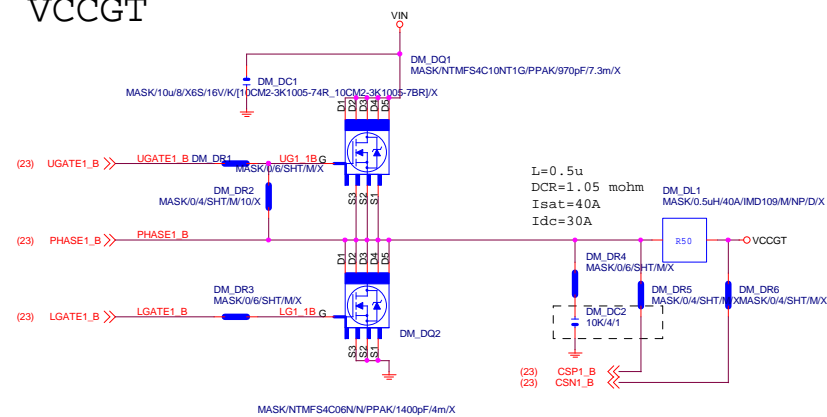 VCCGT
VIN
DM_DQ1
MASK/NTMFS4C10NT1G/PPAK/970pF/7.3m/X
DM_DC1
MASK/10u/8/X6S/16V/K/[10CM2-3K1005-74R_10CM2-3K1005-7BR]/X
D1 D2 D3 D4 D5
(23) UGATE1_B UGATE1_B DM_DR1 UG1_1B G
MASK/0/6/SHT/M/X
S3 S2 S1
DM_DR2
MASK/0/4/SHT/M/10/X
L=0.5u
DCR=1.05 mohm
Isat=40A
Idc=30A
DM_DL1
MASK/0.5uH/40A/IMD109/M/NP/D/X
(23) PHASE1_B PHASE1_B
R50
VCCGT
D1 D2 D3 D4 D5
DM_DR4
MASK/0/6/SHT/M/X
DM_DR3
MASK/0/6/SHT/M/X
DM_DR5
MASK/0/4/SHT/M/X
DM_DR6
MASK/0/4/SHT/M/X
(23) LGATE1_B LGATE1_B LG1_1B G
DM_DC2
10K/4/1
DM_DQ2
S3 S2 S1
(23) CSP1_B
(23) CSN1_B
MASK/NTMFS4C06N/N/PPAK/1400pF/4m/X